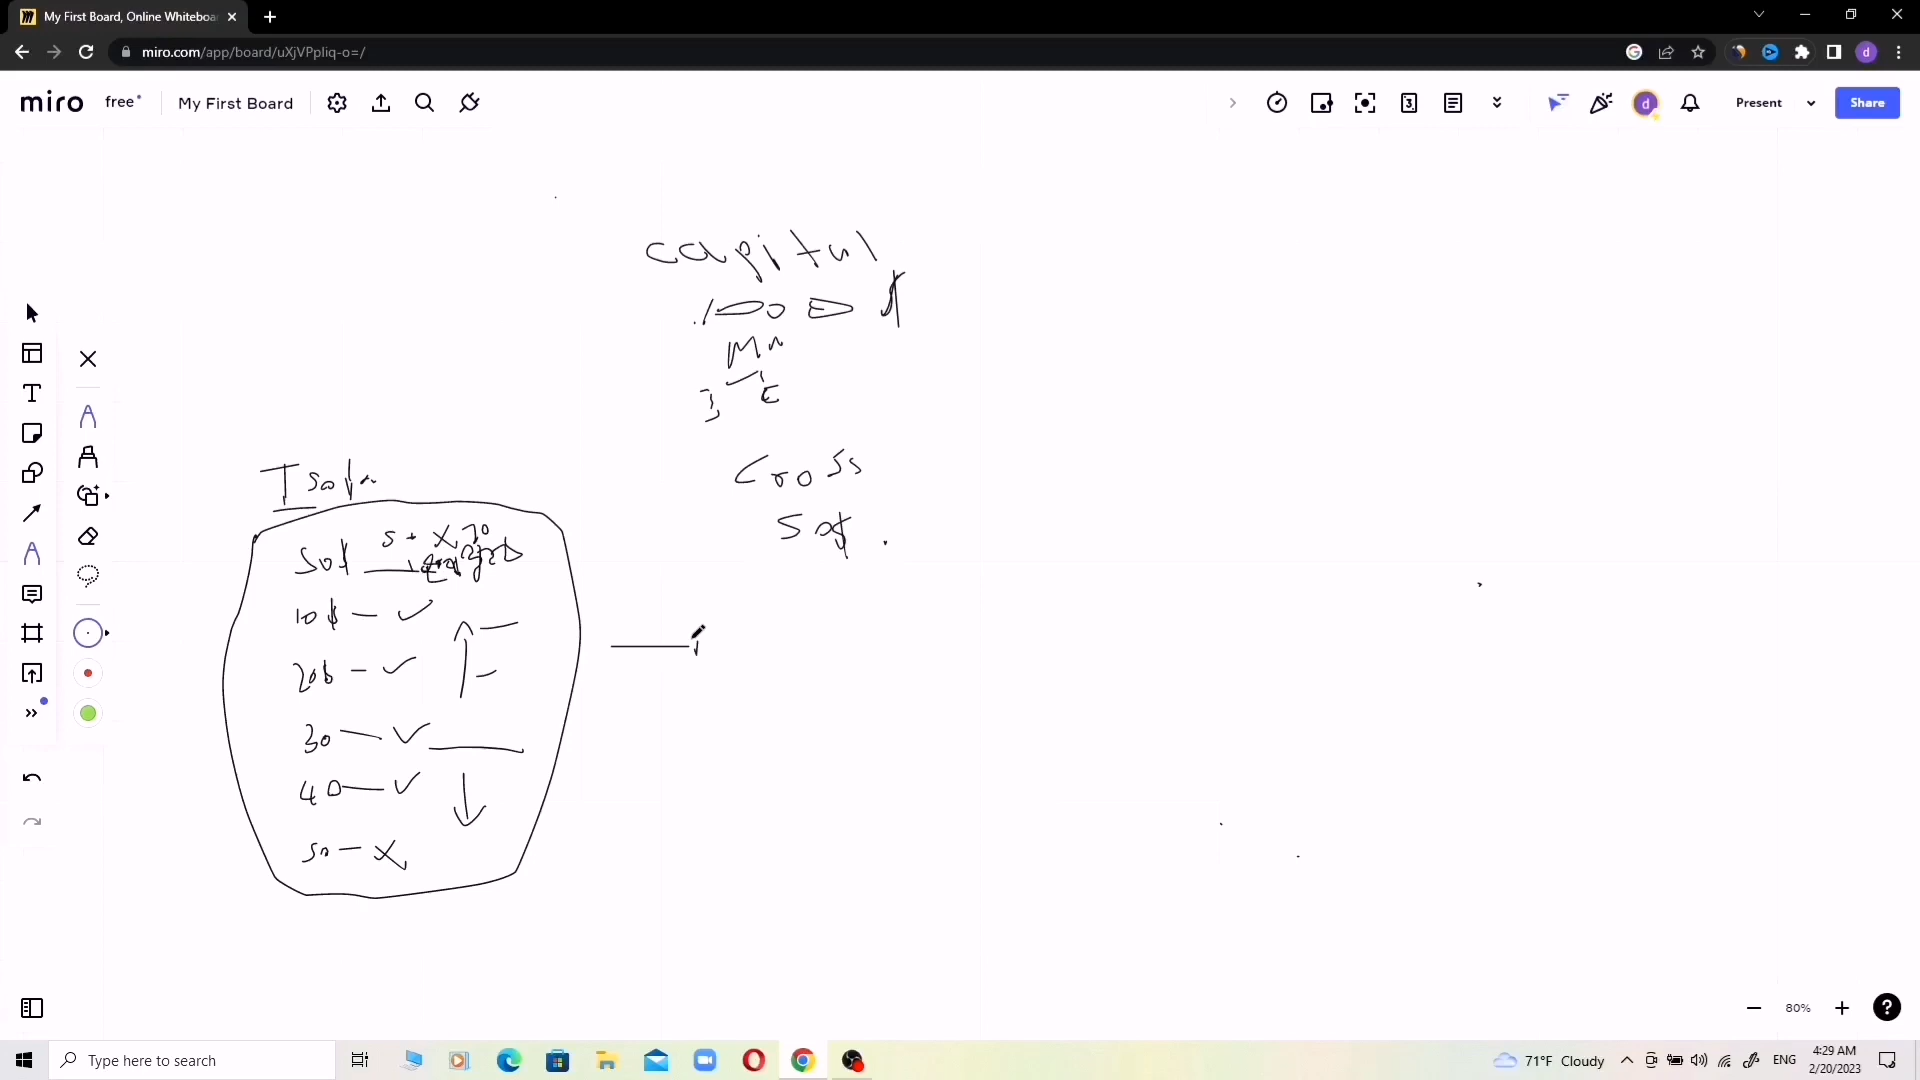 My First Board, Online Whiteboa
miro.com/app/board/uXjVPpliq-o=/
d
miro free My First Board
3
d
Present
Share
capital
1000 $
Cross
50$
50$
10$ — ✓
20$ — ✓
30 — ✓
40 — ✓
50 — X
80%
Type here to search
71°F Cloudy
ENG
4:29 AM
2/20/2023